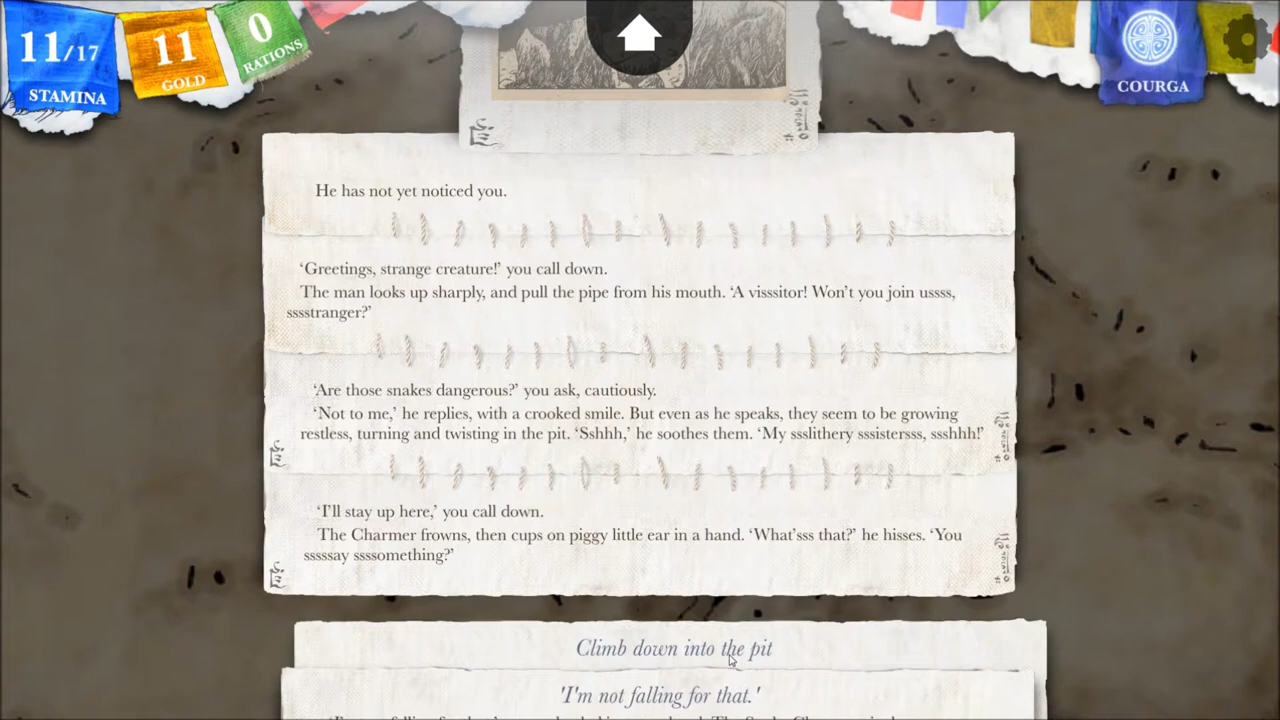 11/17
STAMINA
11
GOLD
0
RATIONS
COURGA
He has not yet noticed you.
‘Greetings, strange creature!’ you call down.
The man looks up sharply, and pull the pipe from his mouth. ‘A visssitor! Won’t you join ussss,
sssstranger?’
‘Are those snakes dangerous?’ you ask, cautiously.
‘Not to me,’ he replies, with a crooked smile. But even as he speaks, they seem to be growing
restless, turning and twisting in the pit. ‘Sshhh,’ he soothes them. ‘My ssslithery sssistersss, ssshhh!’
‘I’ll stay up here,’ you call down.
The Charmer frowns, then cups on piggy little ear in a hand. ‘What’sss that?’ he hisses. ‘You
sssssay ssssomething?’
Climb down into the pit
'I'm not falling for that.'